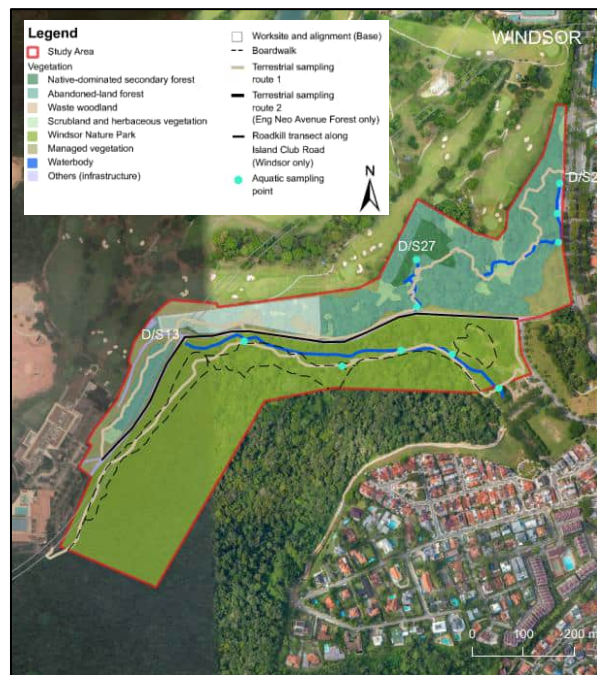 WINDSOR
Legend
Study Area
Vegetation
Native-dominated secondary forest
Abandoned-land forest
Waste woodland
Scrubland and herbaceous vegetation
Windsor Nature Park
Managed vegetation
Waterbody
Others (infrastructure)
Worksite and alignment (Base)
Boardwalk
Terrestrial sampling
route 1
Terrestrial sampling
route 2
(Eng Neo Avenue Forest only)
Roadkill transect along
Island Club Road
(Windsor only)
Aquatic sampling
point
N
D/S2
D/S27
D/S13
0 100 200 m